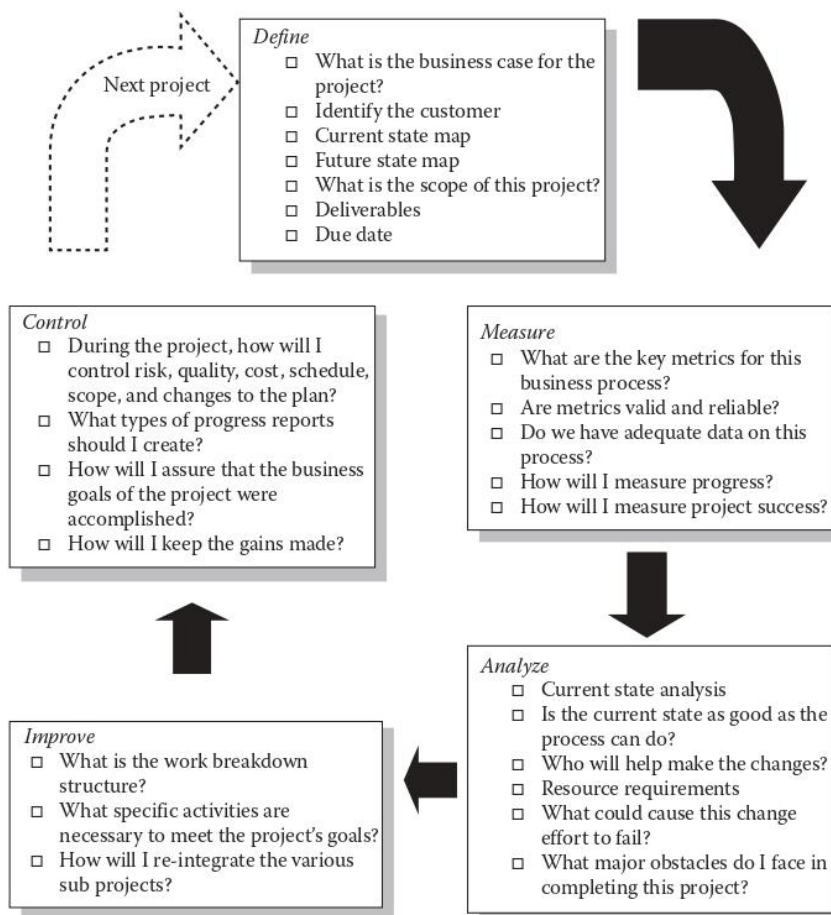 Next project
Define
☐ What is the business case for the
project?
☐ Identify the customer
☐ Current state map
☐ Future state map
☐ What is the scope of this project?
☐ Deliverables
☐ Due date
Measure
☐ What are the key metrics for this
business process?
☐ Are metrics valid and reliable?
☐ Do we have adequate data on this
process?
☐ How will I measure progress?
☐ How will I measure project success?
Analyze
☐ Current state analysis
☐ Is the current state as good as the
process can do?
☐ Who will help make the changes?
☐ Resource requirements
☐ What could cause this change
effort to fail?
☐ What major obstacles do I face in
completing this project?
Improve
☐ What is the work breakdown
structure?
☐ What specific activities are
necessary to meet the project's goals?
☐ How will I re-integrate the various
sub projects?
Control
☐ During the project, how will I
control risk, quality, cost, schedule,
scope, and changes to the plan?
☐ What types of progress reports
should I create?
☐ How will I assure that the business
goals of the project were
accomplished?
☐ How will I keep the gains made?